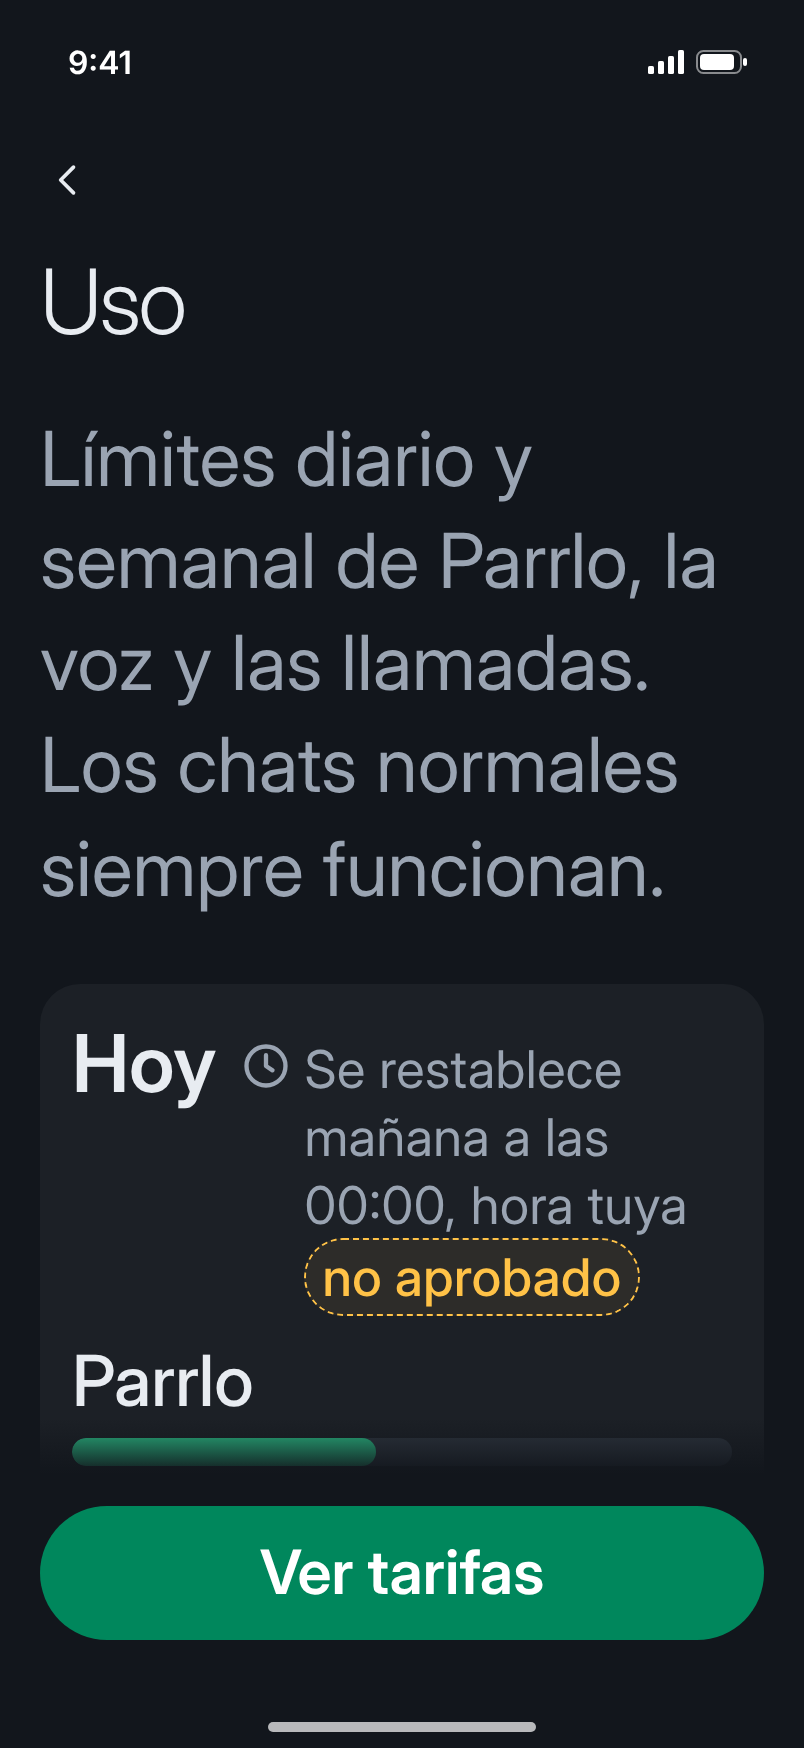 9:41
Uso
Límites diario y
semanal de Parrlo, la
voz y las llamadas.
Los chats normales
siempre funcionan.
Hoy
Se restablece
mañana a las
00:00, hora tuya
no aprobado
Parrlo
Ver tarifas